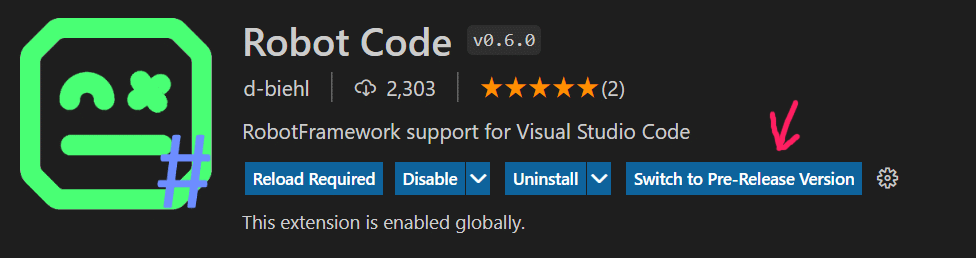 Robot Code v0.6.0
d-biehl 2,303 (2)
RobotFramework support for Visual Studio Code
Reload Required Disable Uninstall Switch to Pre-Release Version
This extension is enabled globally.
#